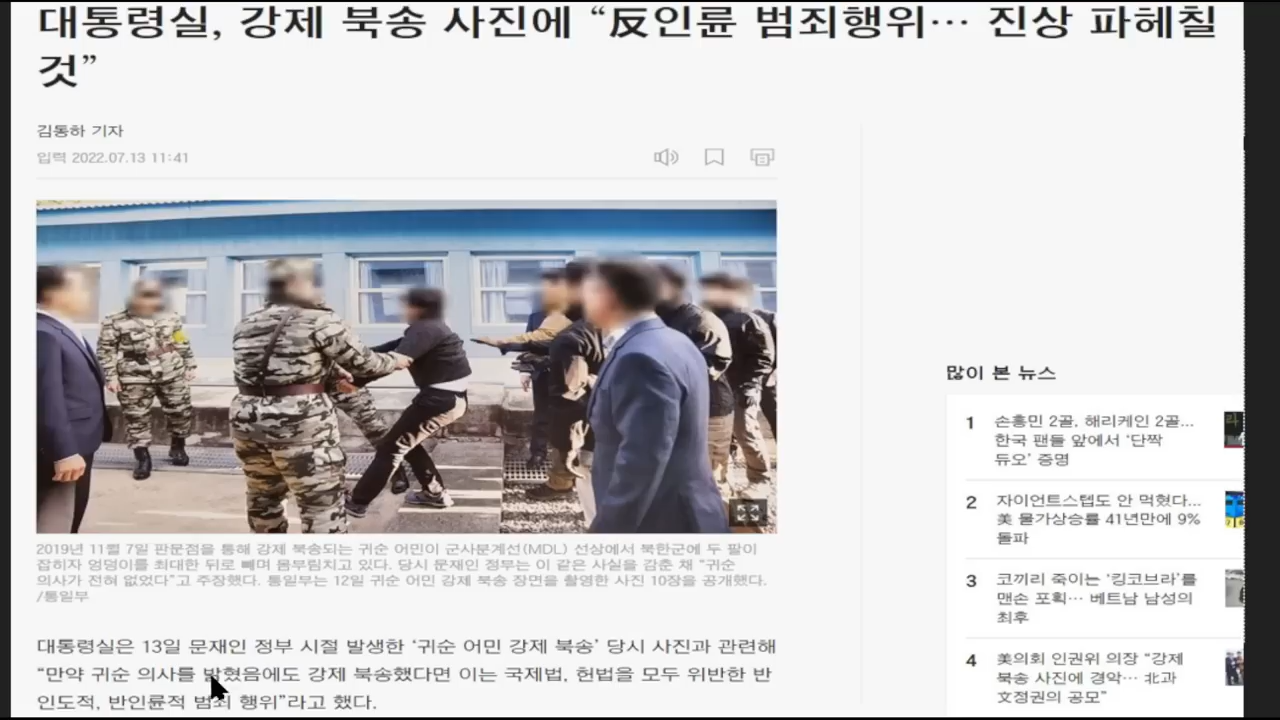 대통령실, 강제 북송 사진에 “反인륜 범죄행위… 진상 파헤칠
것”
김동하 기자
입력 2022.07.13 11:41
2019년 11월 7일 판문점을 통해 강제 북송되는 귀순 어민이 군사분계선(MDL) 선상에서 북한군에 두 팔이
잡히자 엉덩이를 최대한 뒤로 빼며 몸부림치고 있다. 당시 문재인 정부는 이 같은 사실을 감춘 채 “귀순
의사가 전혀 없었다”고 주장했다. 통일부는 12일 귀순 어민 강제 북송 장면을 촬영한 사진 10장을 공개했다.
/통일부
대통령실은 13일 문재인 정부 시절 발생한 ‘귀순 어민 강제 북송’ 당시 사진과 관련해
“만약 귀순 의사를 밝혔음에도 강제 북송했다면 이는 국제법, 헌법을 모두 위반한 반
인도적, 반인륜적 범죄 행위”라고 했다.
많이 본 뉴스
1 손흥민 2골, 해리케인 2골...
한국 팬들 앞에서 ‘단짝
듀오’ 증명
2 자이언트스텝도 안 먹혔다...
美 물가상승률 41년만에 9%
돌파
3 코끼리 죽이는 ‘킹코브라’를
맨손 포획… 베트남 남성의
최후
4 美의회 인권위 의장 “강제
북송 사진에 경악… 北과
文정권의 공모”